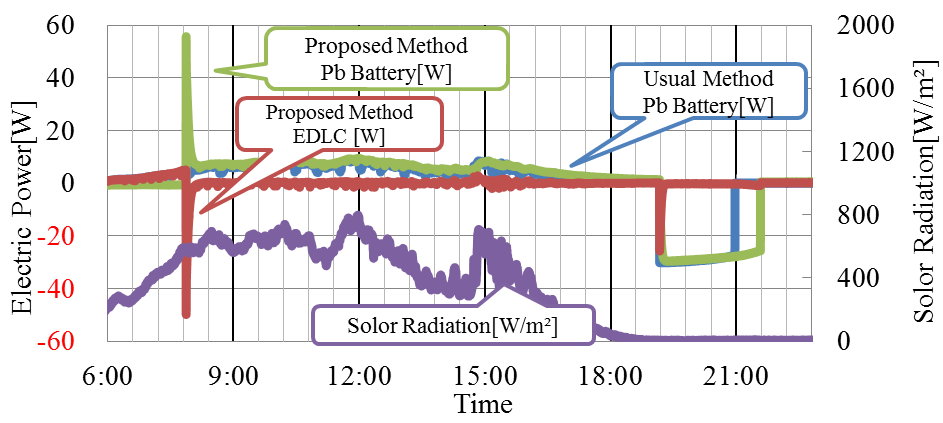 60
40
20
0
-20
-40
-60
Electric Power[W]
2000
1600
1200
800
400
0
Solor Radiation[W/m²]
Proposed Method
Pb Battery[W]
Proposed Method
EDLC [W]
Usual Method
Pb Battery[W]
Solor Radiation[W/m²]
6:00 9:00 12:00 15:00 18:00 21:00
Time